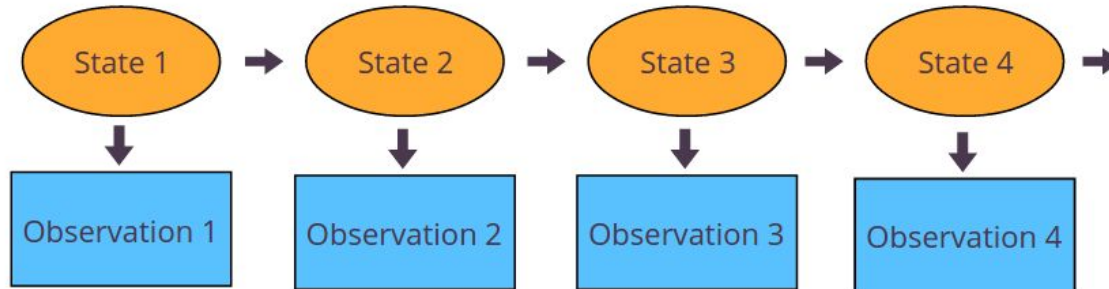 State 1
State 2
State 3
State 4
Observation 1
Observation 2
Observation 3
Observation 4